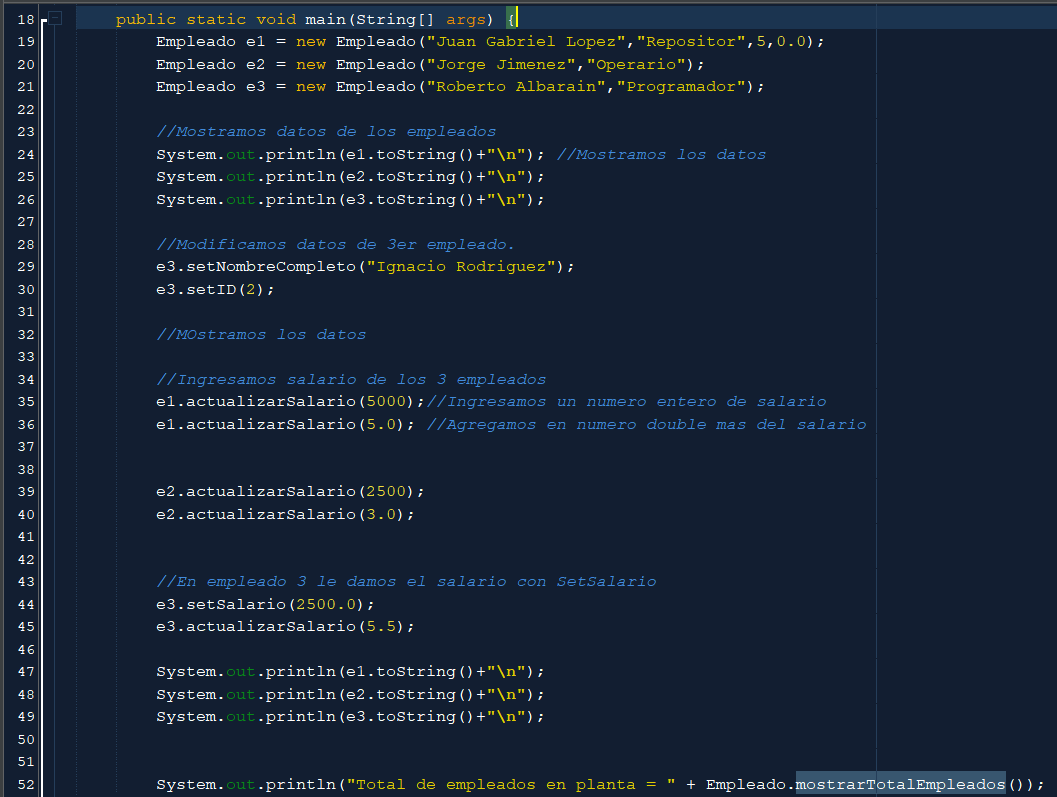 18 public static void main(String[] args) {
19 Empleado e1 = new Empleado("Juan Gabriel Lopez","Repositor",5,0.0);
20 Empleado e2 = new Empleado("Jorge Jimenez","Operario");
21 Empleado e3 = new Empleado("Roberto Albarain","Programador");
22
23 //Mostramos datos de los empleados
24 System.out.println(e1.toString()+"\n"); //Mostramos los datos
25 System.out.println(e2.toString()+"\n");
26 System.out.println(e3.toString()+"\n");
27
28 //Modificamos datos de 3er empleado.
29 e3.setNombreCompleto("Ignacio Rodriguez");
30 e3.setID(2);
31
32 //MOstramos los datos
33
34 //Ingresamos salario de los 3 empleados
35 e1.actualizarSalario(5000);//Ingresamos un numero entero de salario
36 e1.actualizarSalario(5.0); //Agregamos en numero double mas del salario
37
38
39 e2.actualizarSalario(2500);
40 e2.actualizarSalario(3.0);
41
42
43 //En empleado 3 le damos el salario con SetSalario
44 e3.setSalario(2500.0);
45 e3.actualizarSalario(5.5);
46
47 System.out.println(e1.toString()+"\n");
48 System.out.println(e2.toString()+"\n");
49 System.out.println(e3.toString()+"\n");
50
51
52 System.out.println("Total de empleados en planta = " + Empleado.mostrarTotalEmpleados());